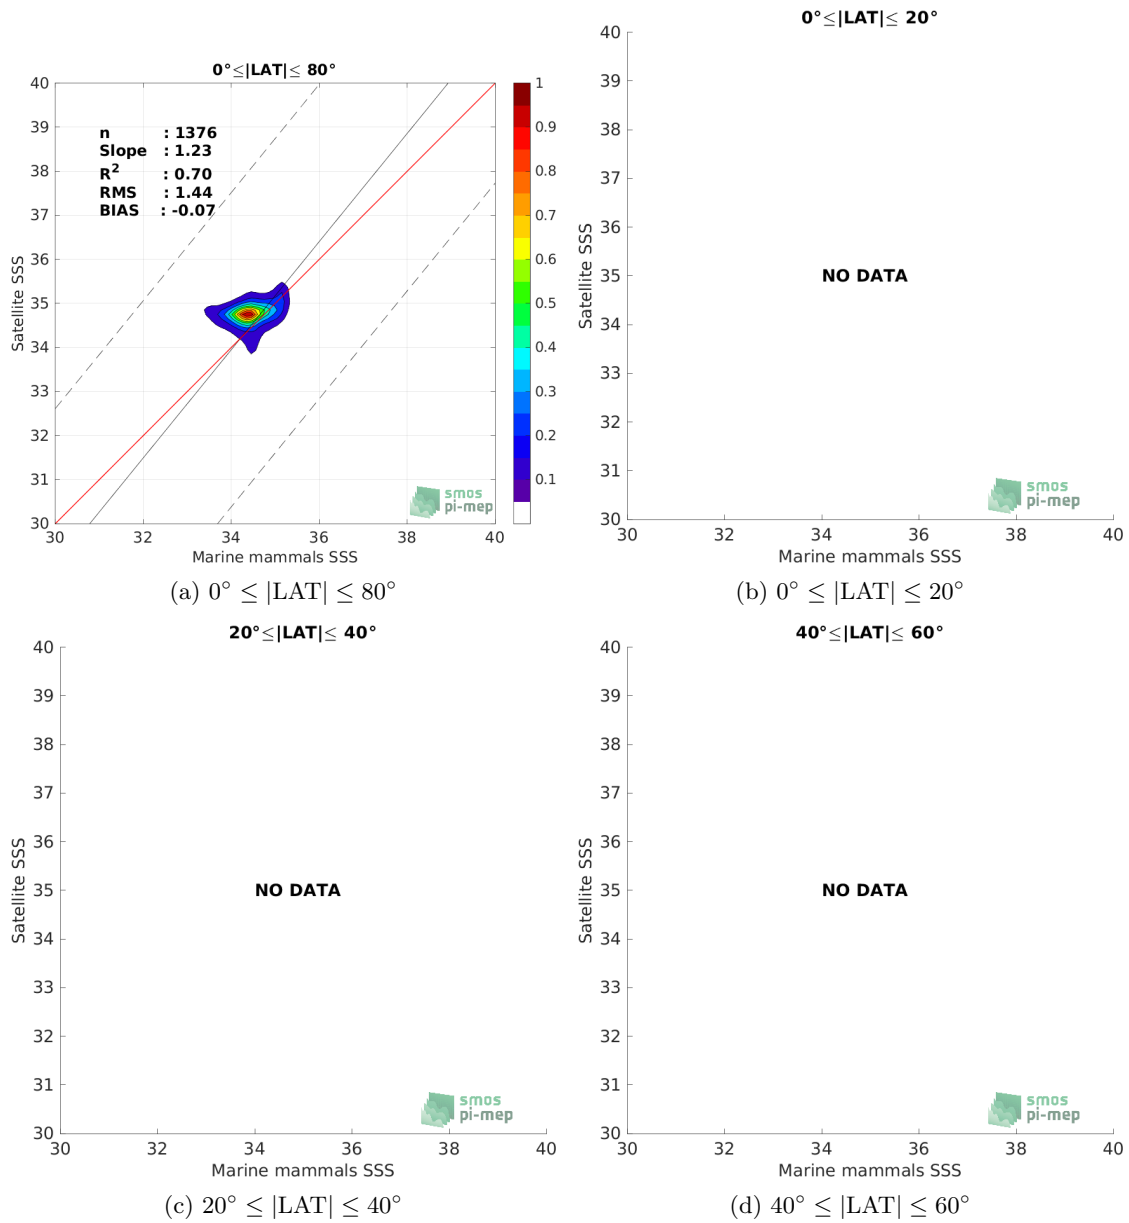 0°≤|LAT|≤ 80°
n : 1376
Slope : 1.23
R² : 0.70
RMS : 1.44
BIAS : -0.07
40
39
38
37
36
35
34
33
32
31
30
Satellite SSS
30 32 34 36 38 40
Marine mammals SSS
1
0.9
0.8
0.7
0.6
0.5
0.4
0.3
0.2
0.1
smos
pi-mep
(a) 0° ≤ |LAT| ≤ 80°
0°≤|LAT|≤ 20°
40
39
38
37
36
35
34
33
32
31
30
Satellite SSS
NO DATA
smos
pi-mep
30 32 34 36 38 40
Marine mammals SSS
(b) 0° ≤ |LAT| ≤ 20°
20°≤|LAT|≤ 40°
40
39
38
37
36
35
34
33
32
31
30
Satellite SSS
NO DATA
smos
pi-mep
30 32 34 36 38 40
Marine mammals SSS
(c) 20° ≤ |LAT| ≤ 40°
40°≤|LAT|≤ 60°
40
39
38
37
36
35
34
33
32
31
30
Satellite SSS
NO DATA
smos
pi-mep
30 32 34 36 38 40
Marine mammals SSS
(d) 40° ≤ |LAT| ≤ 60°